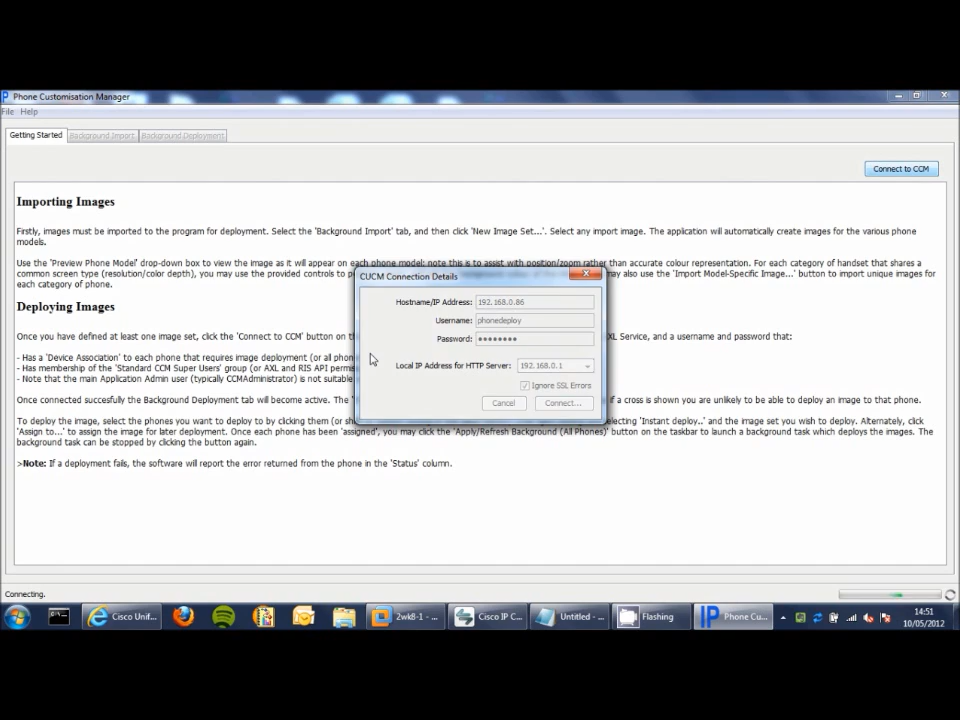 Phone Customisation Manager
File Help
Getting Started Background Import Background Deployment
Connect to CCM
Importing Images
Firstly, images must be imported to the program for deployment. Select the 'Background Import' tab, and then click 'New Image Set...'. Select any import image. The application will automatically create images for the various phone
models.
Use the 'Preview Phone Model' drop-down box to view the image as it will appear on each phone model; note this is to assist with position/zoom rather than accurate colour representation. For each category of handset that shares a
common screen type (resolution/color depth), you may use the provided controls to may also use the 'Import Model-Specific Image...' button to import unique images for
each category of phone.
Deploying Images
Once you have defined at least one image set, click the 'Connect to CCM' button on XL Service, and a username and password that:
- Has a 'Device Association' to each phone that requires image deployment (or all
- Has membership of the 'Standard CCM Super Users' group (or AXL and RIS API
- Note that the main Application Admin user (typically CCMAdministrator) is not suitable
Once connected succesfully the Background Deployment tab will become active. The if a cross is shown you are unlikely to be able to deploy an image to that phone.
To deploy the image, select the phones you want to deploy to by clicking them (or selecting 'Instant deploy..' and the image set you wish to deploy. Alternately, click
'Assign to...' to assign the image for later deployment. Once each phone has been 'assigned', you may click the 'Apply/Refresh Background (All Phones)' button on the taskbar to launch a background task which deploys the images. The
background task can be stopped by clicking the button again.
>Note: If a deployment fails, the software will report the error returned from the phone in the 'Status' column.
CUCM Connection Details
Hostname/IP Address: 192.168.0.86
Username: phonedeploy
Password: ●●●●●●●●
Local IP Address for HTTP Server: 192.168.0.1
Ignore SSL Errors
Cancel Connect...
Connecting.
Cisco Unif... 2wk8-1 - ... Cisco IP C... Untitled - ... Flashing Phone Cu...
14:51
10/05/2012